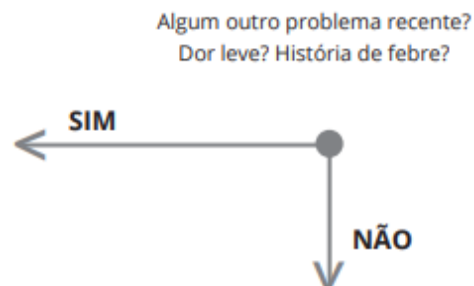 Algum outro problema recente?
Dor leve? História de febre?
SIM
NÃO